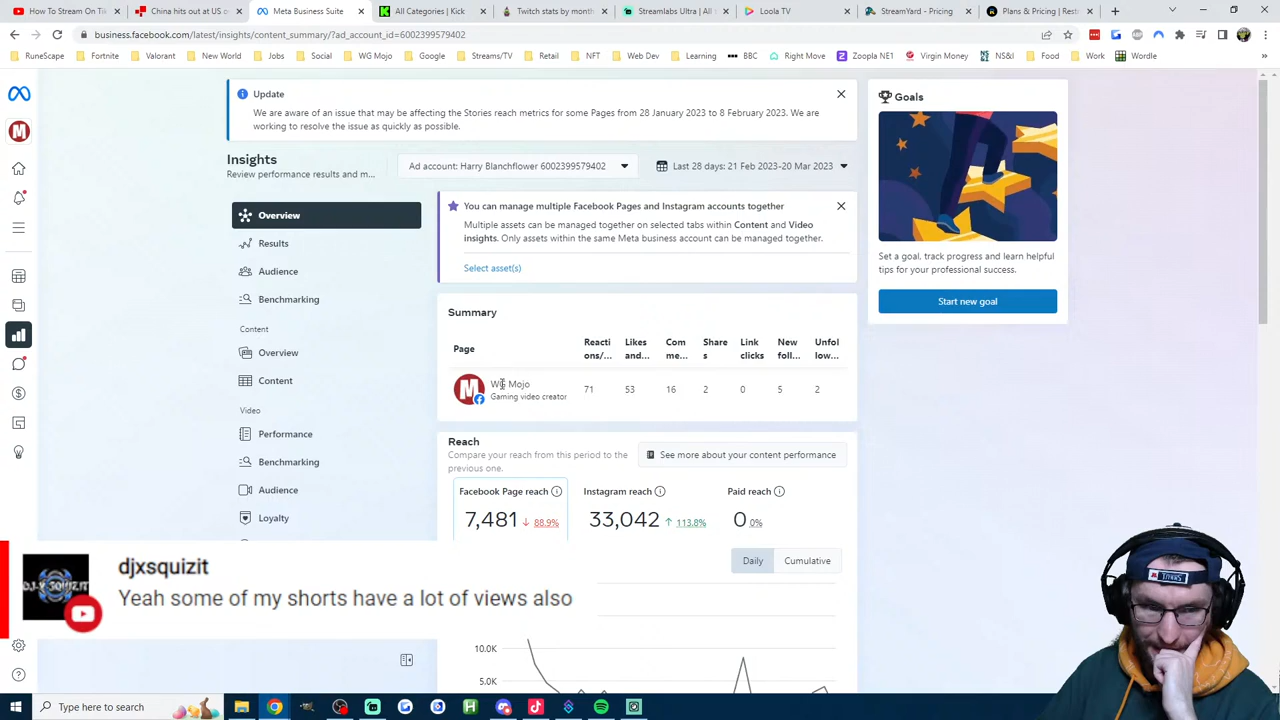 How To Stream On Tik
China hits out at US o
Meta Business Suite
All Categories | Kick
Twitch stats by month
Streamlabs Ultra | All
Loola TV
StreamYard - Pricing
Plans & Pricing | Rest
business.facebook.com/latest/insights/content_summary/?ad_account_id=6002399579402
RuneScape
Fortnite
Valorant
New World
Jobs
Social
WG Mojo
Google
Streams/TV
Retail
NFT
Web Dev
Learning
BBC
Right Move
Zoopla NE1
Virgin Money
NS&I
Food
Work
Wordle
Update
We are aware of an issue that may be affecting the Stories reach metrics for some Pages from 28 January 2023 to 8 February 2023. We
are working to resolve the issue as quickly as possible.
Insights
Review performance results and m...
Ad account: Harry Blanchflower 6002399579402
Last 28 days: 21 Feb 2023-20 Mar 2023
Overview
Results
Audience
Benchmarking
Content
Overview
Content
Video
Performance
Benchmarking
Audience
Loyalty
You can manage multiple Facebook Pages and Instagram accounts together
Multiple assets can be managed together on selected tabs within Content and Video
insights. Only assets within the same Meta business account can be managed together.
Select asset(s)
Summary
Page
Reacti
ons/...
Likes
and...
Com
me...
Share
s
Link
clicks
New
foll...
Unfol
low...
Mojo
Gaming video creator
71
53
16
2
0
5
2
Reach
Compare your reach from this period to the
previous one.
See more about your content performance
Facebook Page reach
7,481
88.9%
Instagram reach
33,042
113.8%
Paid reach
0
0%
Daily
Cumulative
10.0K
5.0K
Goals
Set a goal, track progress and learn helpful
tips for your professional success.
Start new goal
djxsquizit
Yeah some of my shorts have a lot of views also
Type here to search